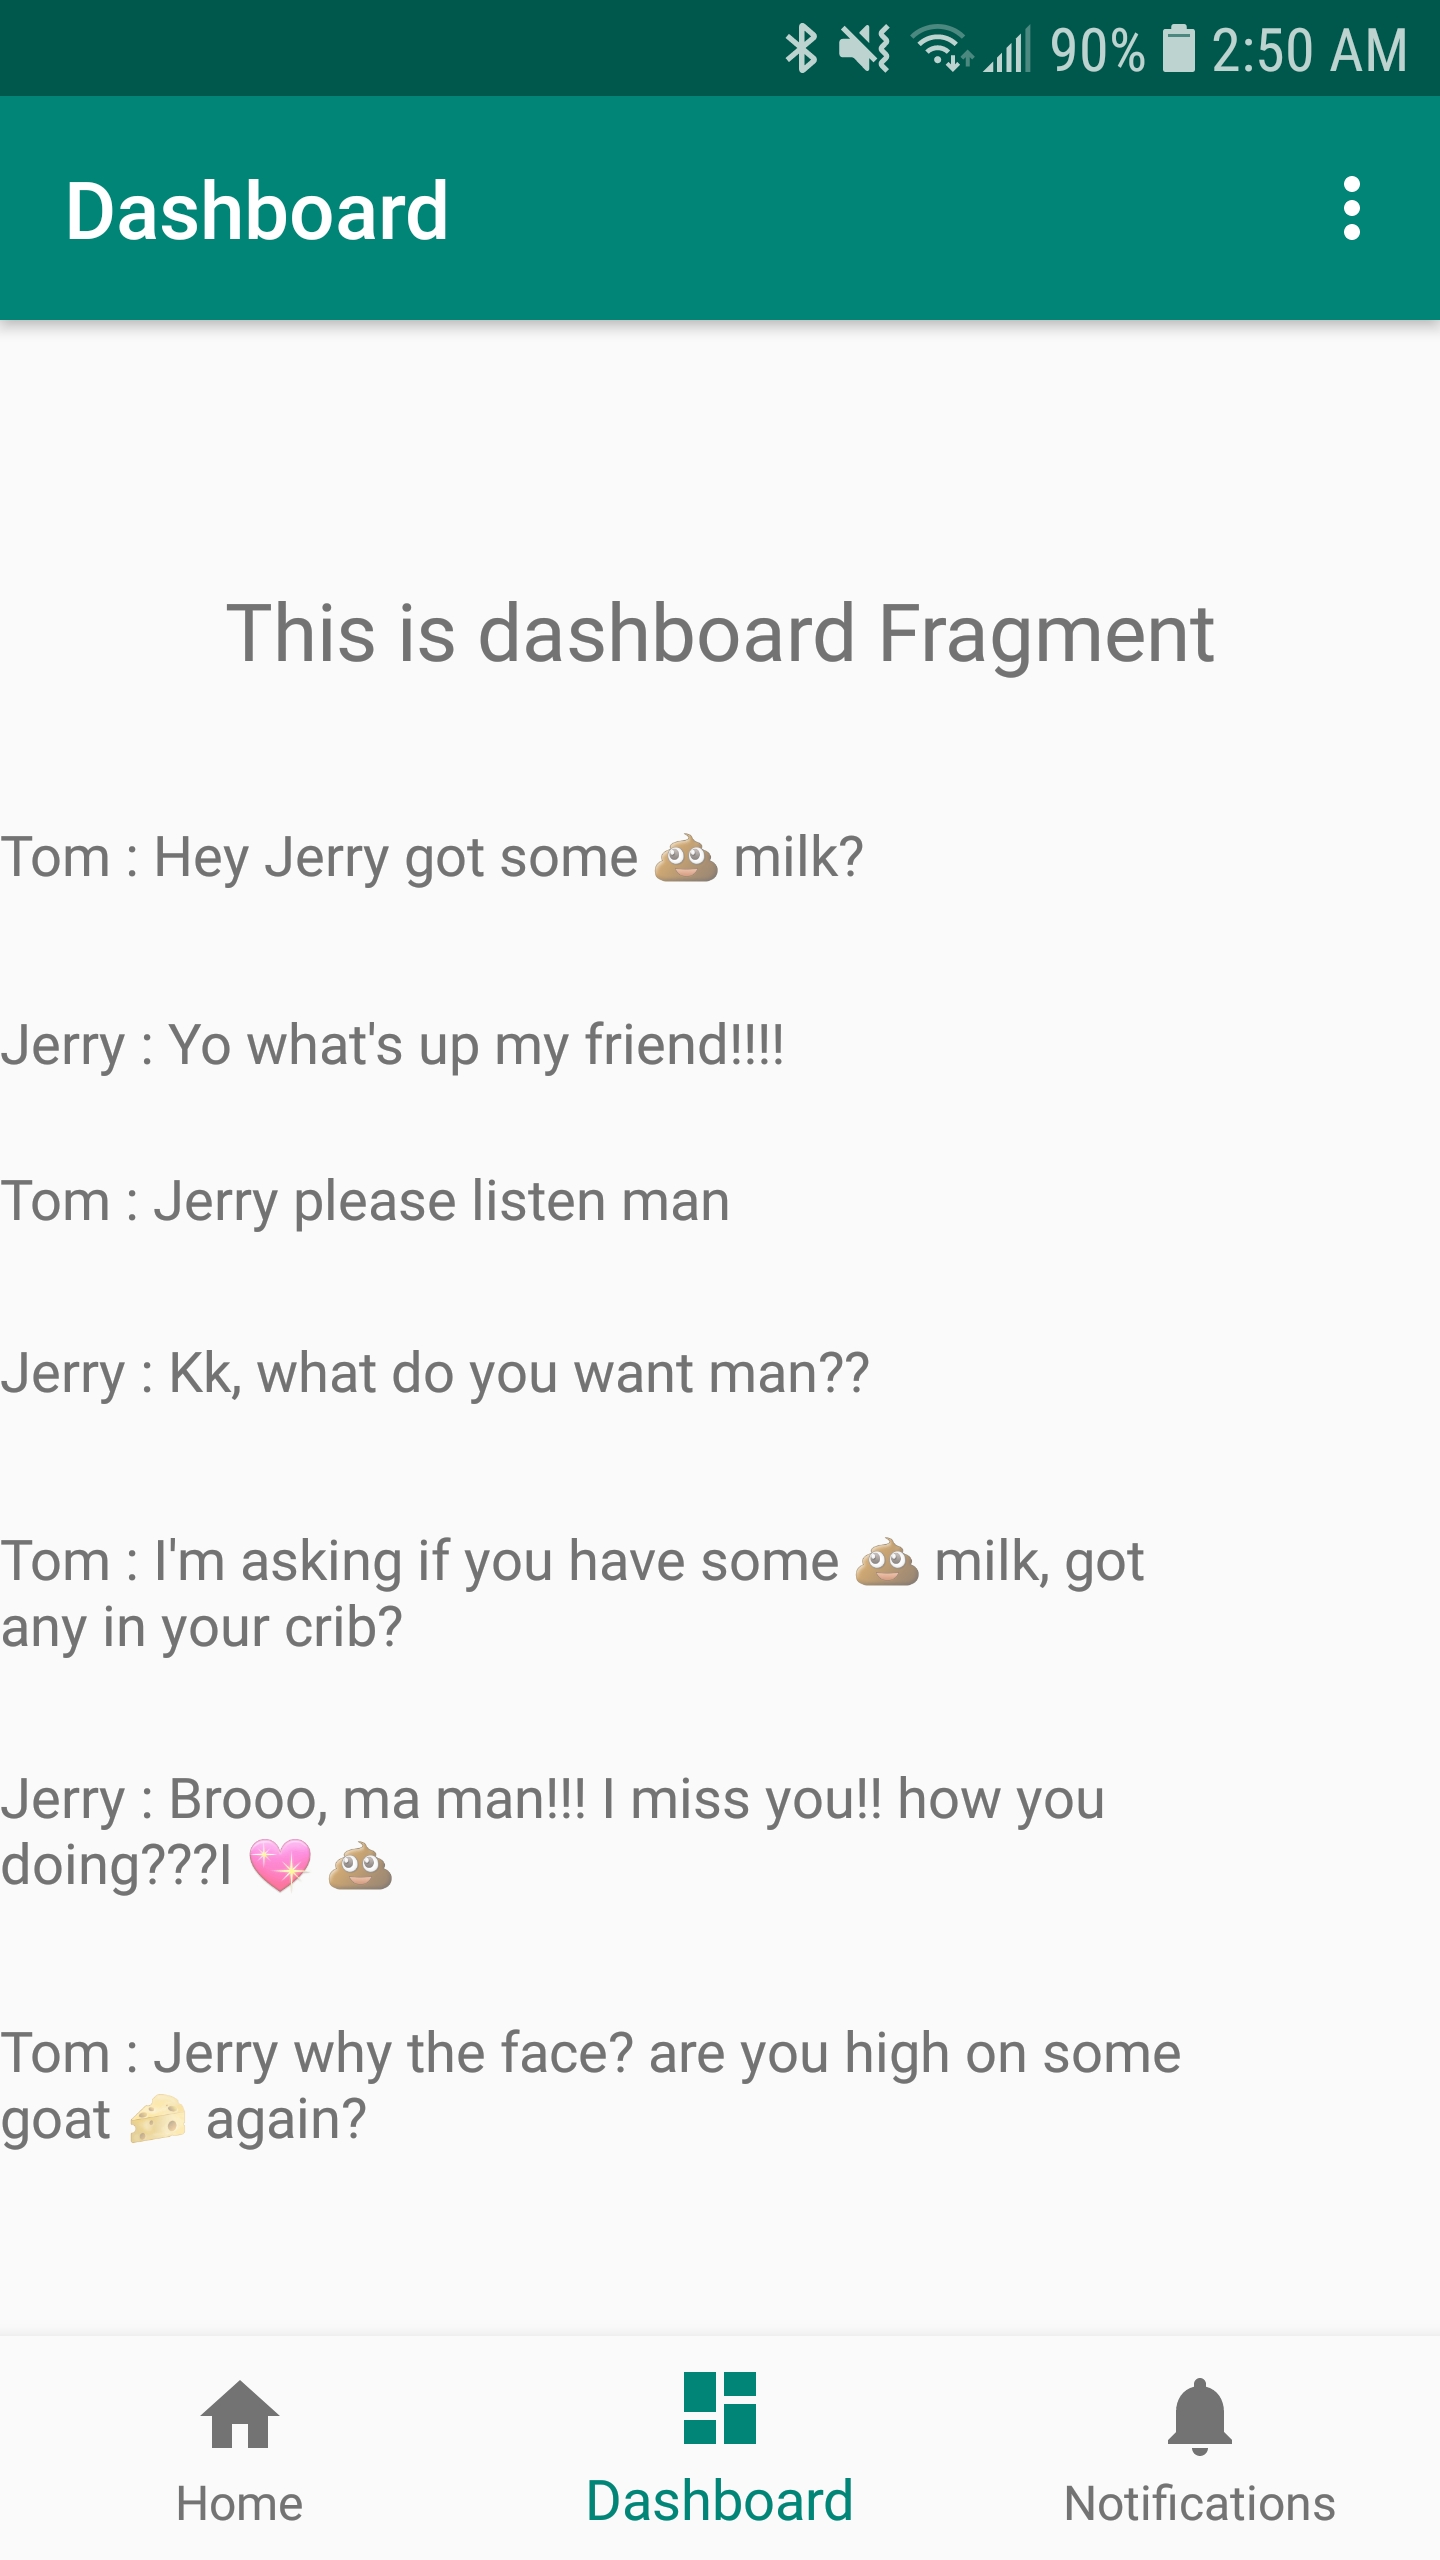 90% 2:50 AM
Dashboard
This is dashboard Fragment
Tom : Hey Jerry got some 💩 milk?
Jerry : Yo what's up my friend!!!!
Tom : Jerry please listen man
Jerry : Kk, what do you want man??
Tom : I'm asking if you have some 💩 milk, got
any in your crib?
Jerry : Brooo, ma man!!! I miss you!! how you
doing???I 💖 💩
Tom : Jerry why the face? are you high on some
goat 🧀 again?
Home
Dashboard
Notifications